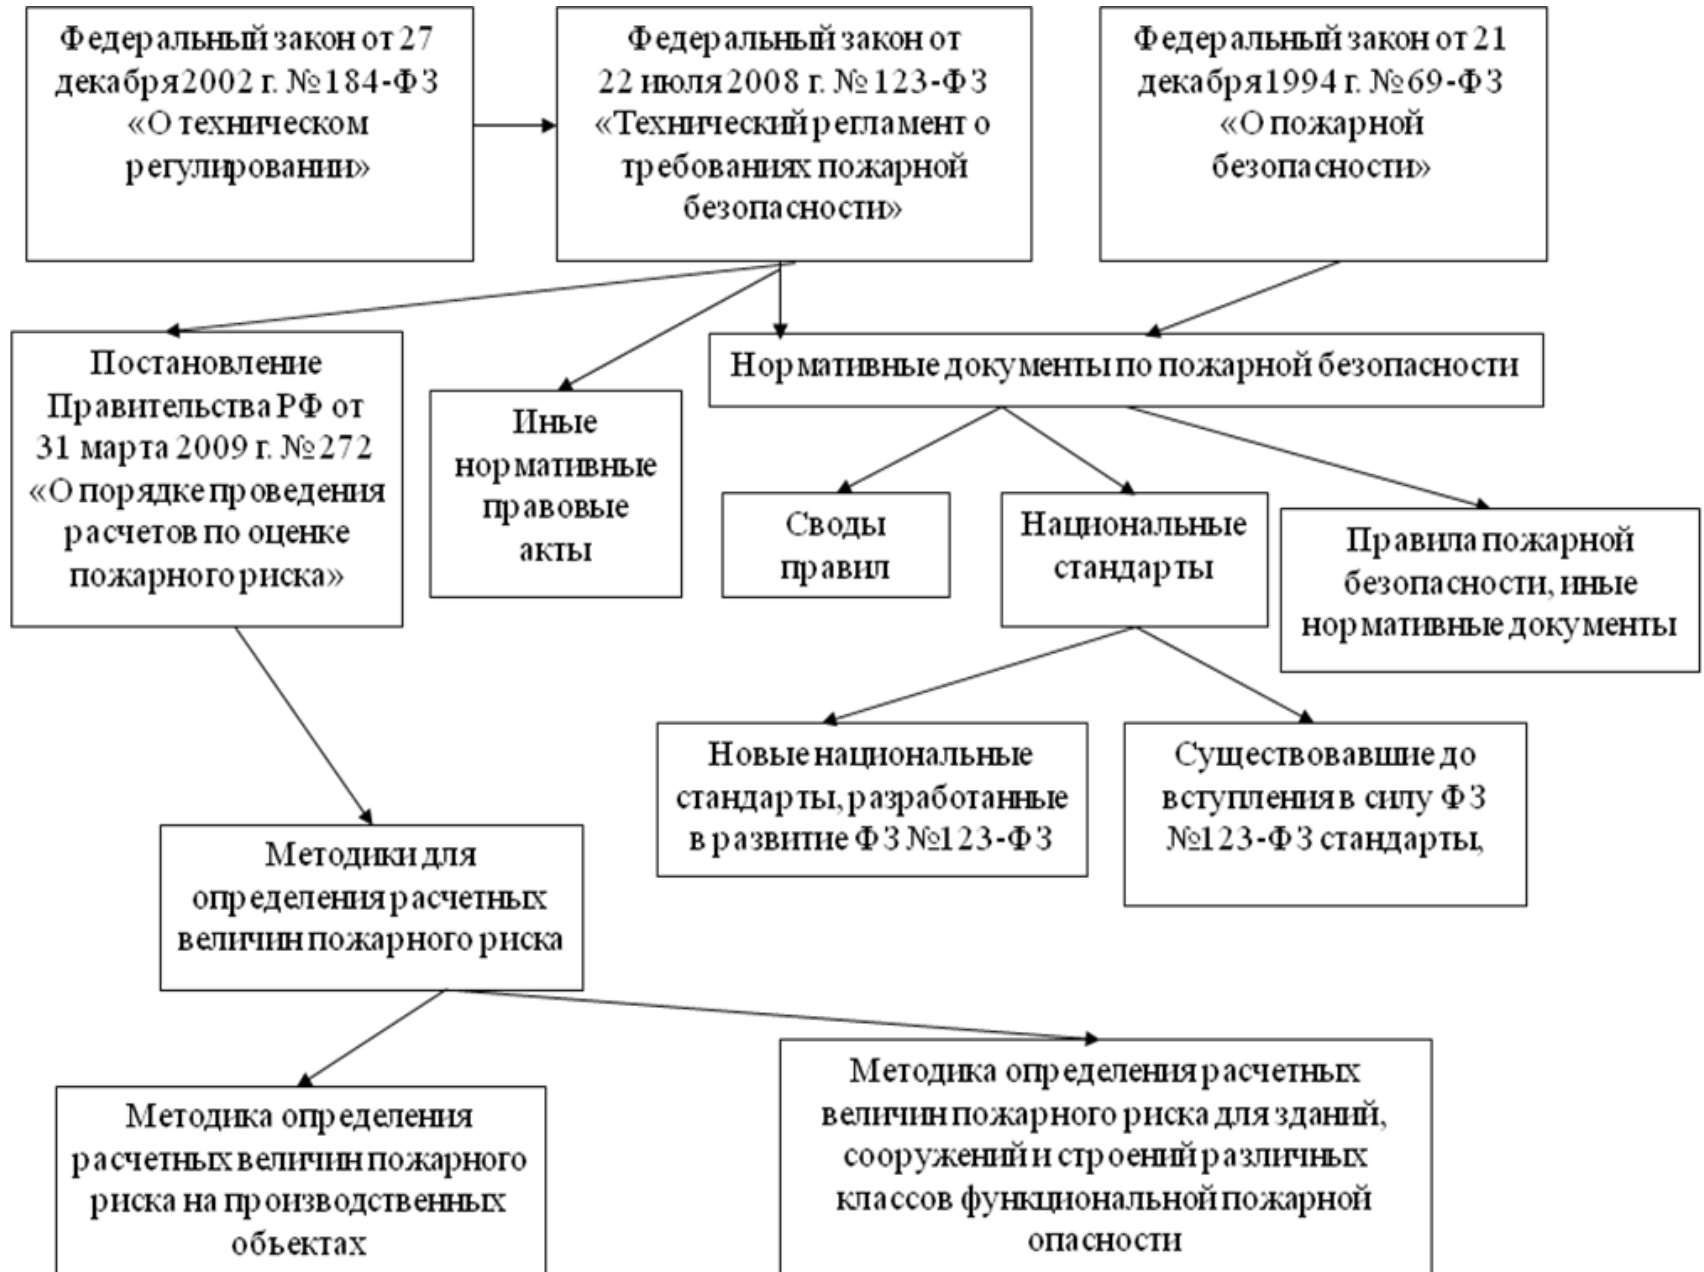 Федеральный закон от 27
декабря 2002 г. №184-ФЗ
«О техническом
регулировании»
Федеральный закон от
22 июля 2008 г. №123-ФЗ
«Технический регламент о
требованиях пожарной
безопасности»
Федеральный закон от 21
декабря 1994 г. №69-ФЗ
«О пожарной
безопасности»
Постановление
Правительства РФ от
31 марта 2009 г. №272
«О порядке проведения
расчетов по оценке
пожарного риска»
Иные
нормативные
правовые
акты
Нормативные документы по пожарной безопасности
Своды
правил
Национальные
стандарты
Правила пожарной
безопасности, иные
нормативные документы
Новые национальные
стандарты, разработанные
в развитие ФЗ №123-ФЗ
Существовавшие до
вступления в силу ФЗ
№123-ФЗ стандарты,
Методики для
определения расчетных
величин пожарного риска
Методика определения
расчетных величин пожарного
риска на производственных
объектах
Методика определения расчетных
величин пожарного риска для зданий,
сооружений и строений различных
классов функциональной пожарной
опасности